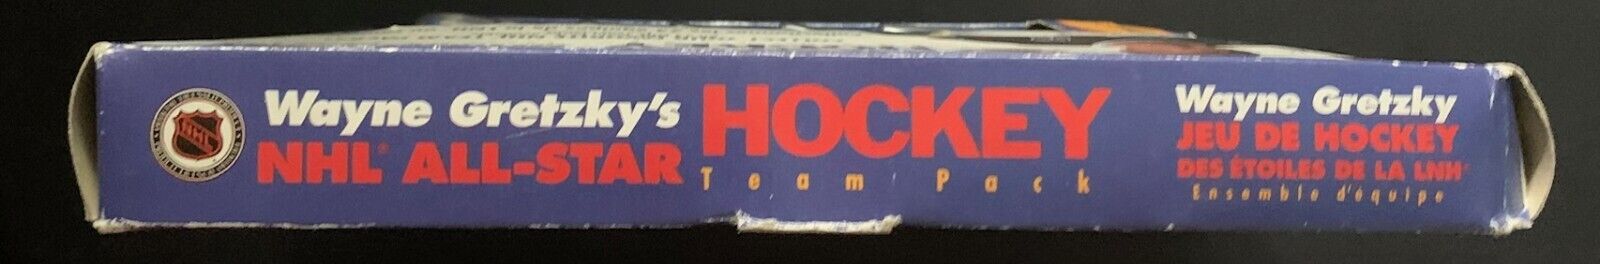 Wayne Gretzky's
NHL® ALL-STAR
HOCKEY
Team Pack
Wayne Gretzky
JEU DE HOCKEY
DES ÉTOILES DE LA LNH
Ensemble d'équipe
NHL